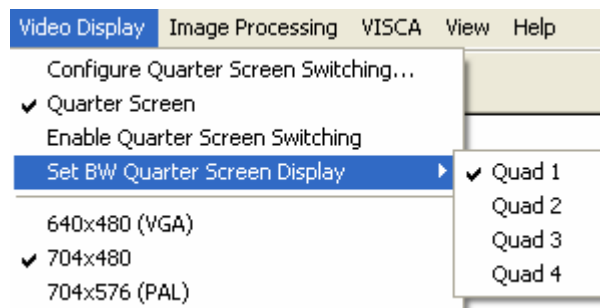 Video Display Image Processing VISCA View Help
Configure Quarter Screen Switching...
Quarter Screen
Enable Quarter Screen Switching
Set BW Quarter Screen Display
Quad 1
Quad 2
Quad 3
Quad 4
640x480 (VGA)
704x480
704x576 (PAL)